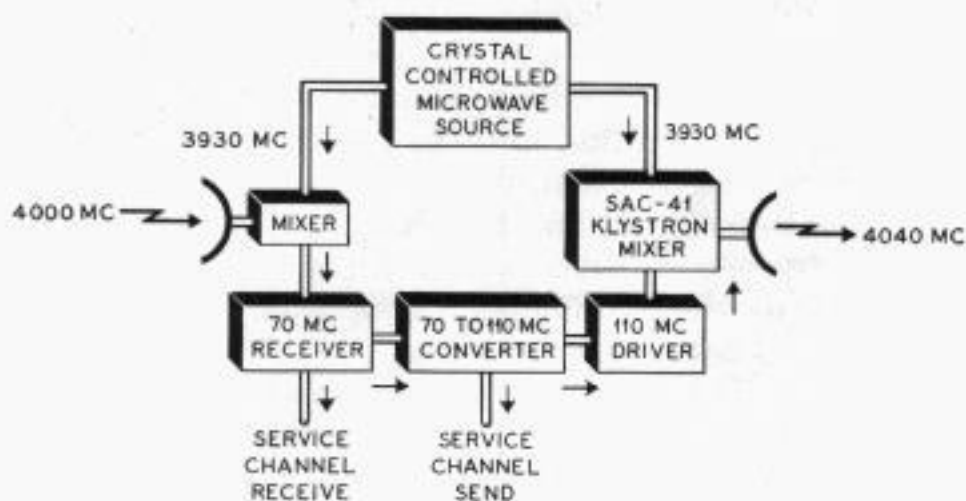 CRYSTAL
CONTROLLED
MICROWAVE
SOURCE
3930 MC
3930 MC
4000 MC
MIXER
SAC-41
KLYSTRON
MIXER
4040 MC
70 MC
RECEIVER
70 TO 110 MC
CONVERTER
110 MC
DRIVER
SERVICE
CHANNEL
RECEIVE
SERVICE
CHANNEL
SEND